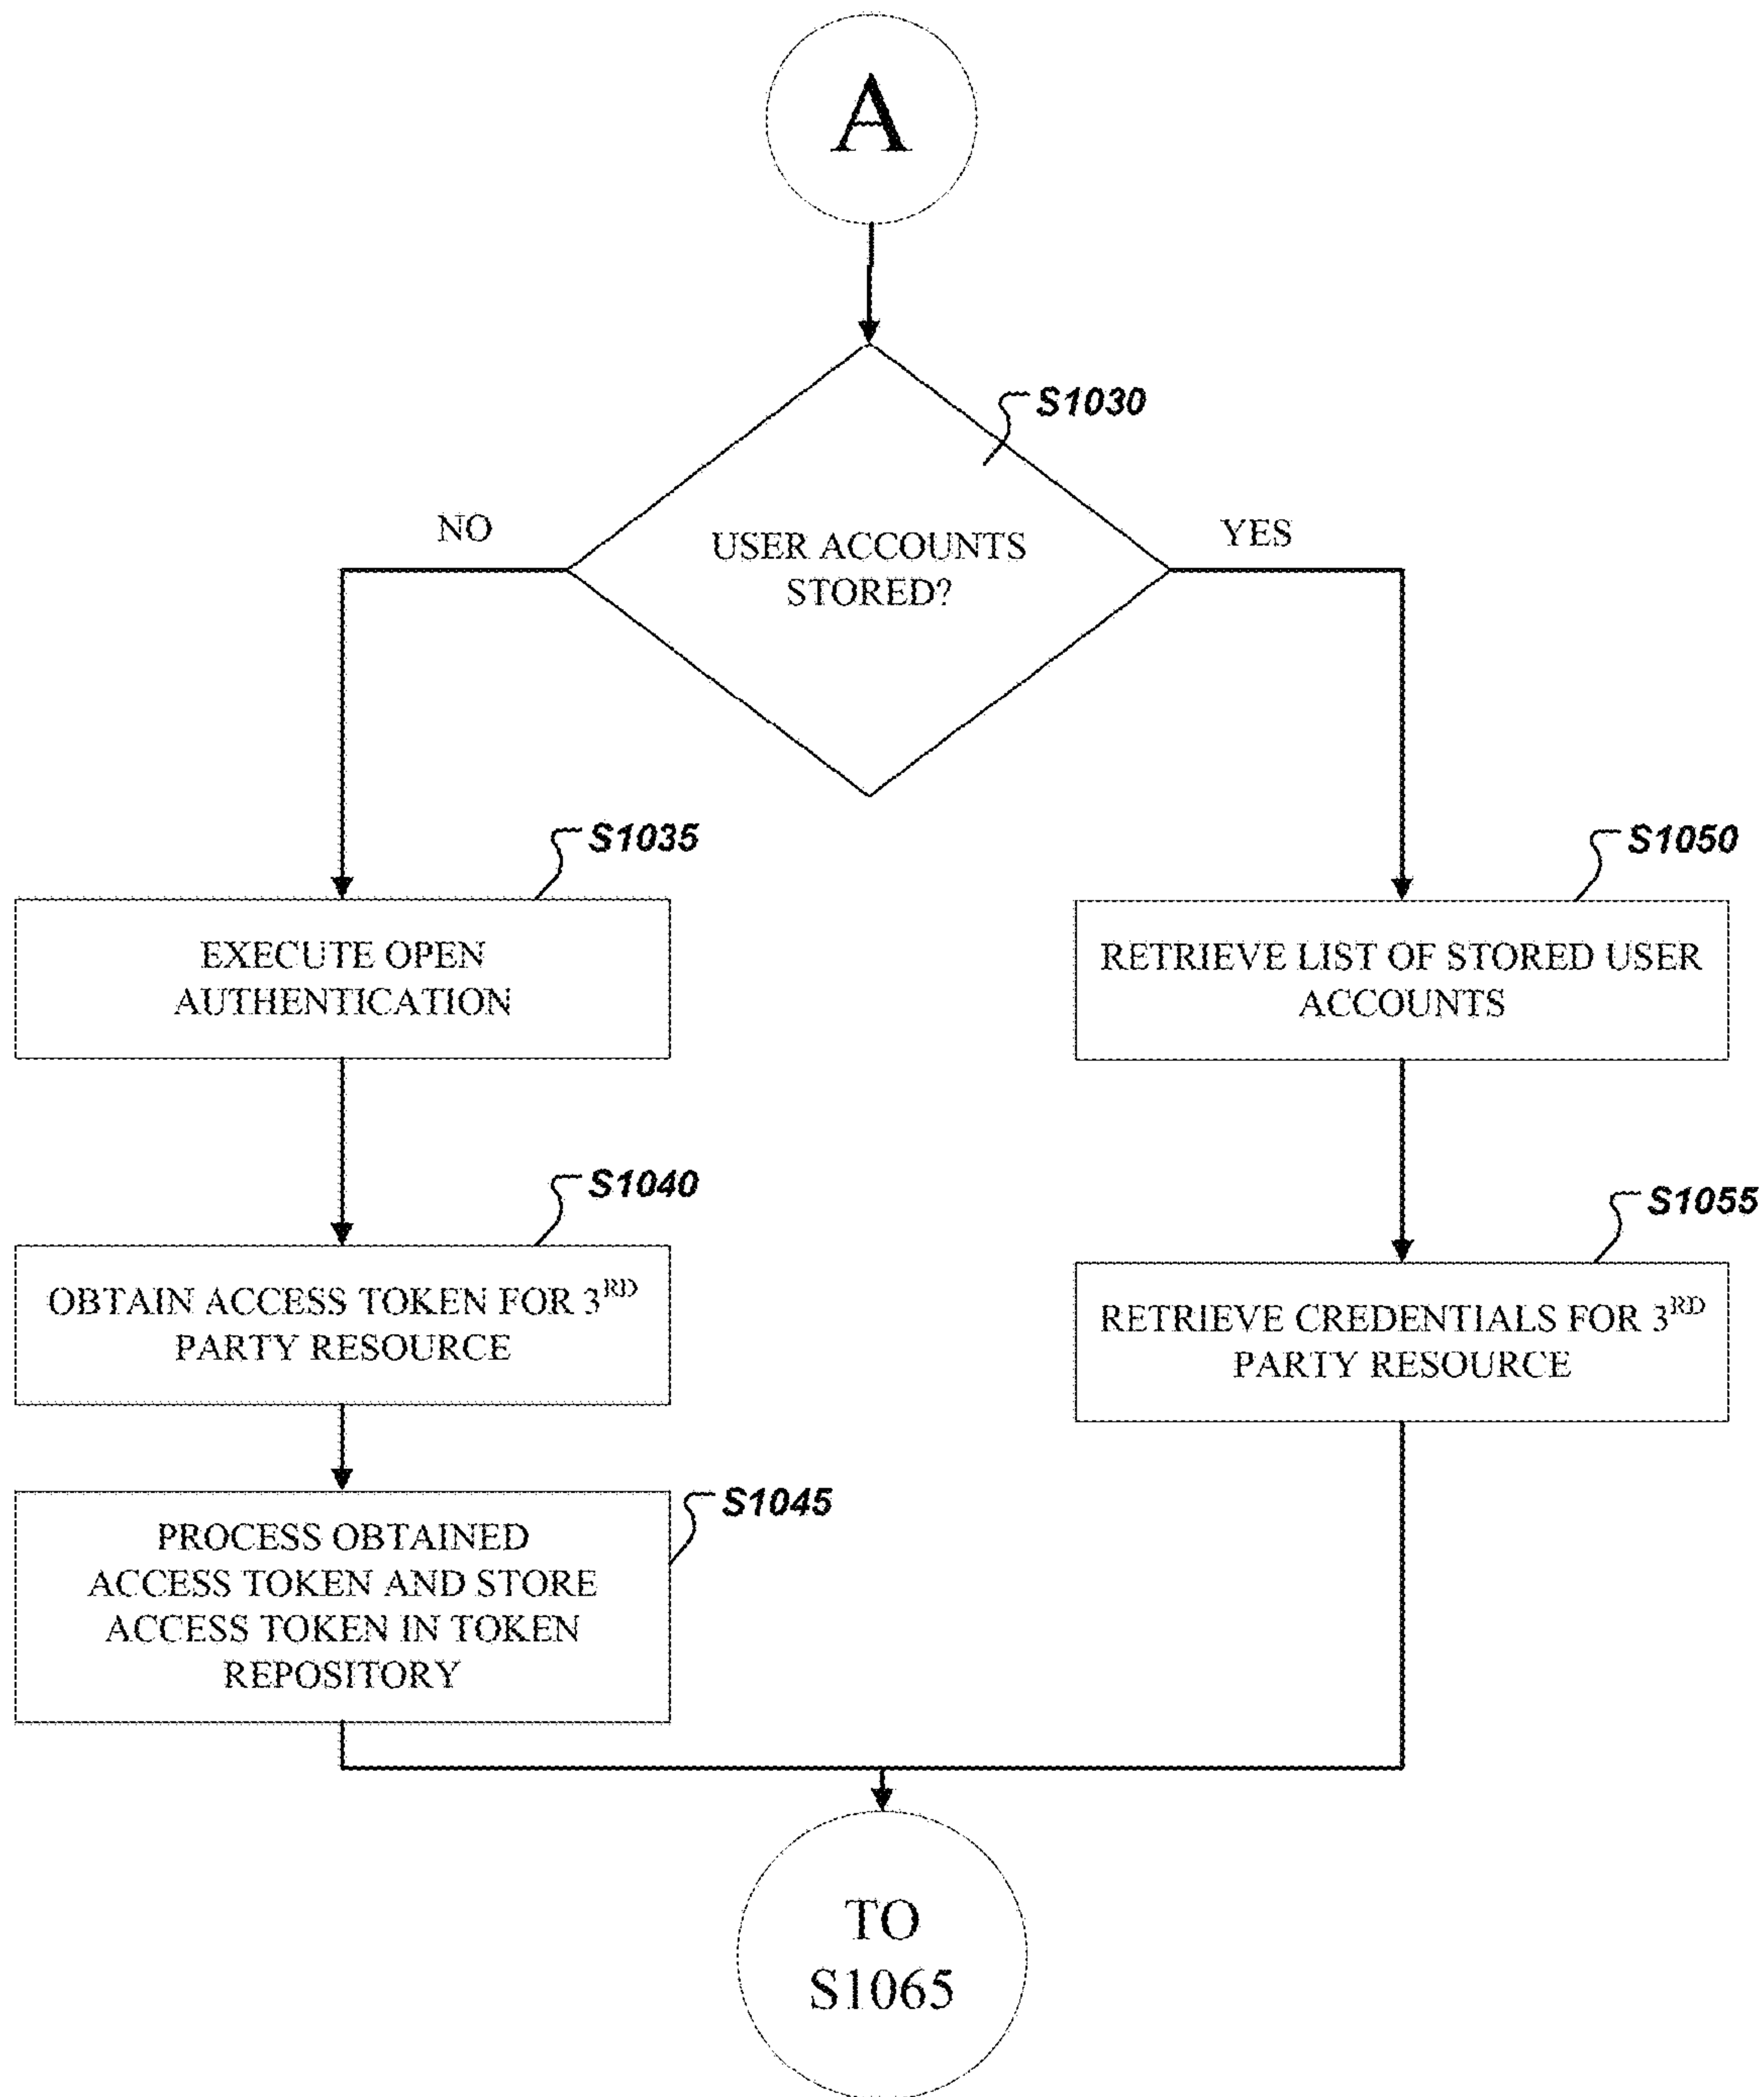 A
S1030
NO
YES
USER ACCOUNTS
STORED?
S1035
EXECUTE OPEN
AUTHENTICATION
S1050
RETRIEVE LIST OF STORED USER
ACCOUNTS
S1040
OBTAIN ACCESS TOKEN FOR 3RD
PARTY RESOURCE
S1055
RETRIEVE CREDENTIALS FOR 3RD
PARTY RESOURCE
S1045
PROCESS OBTAINED
ACCESS TOKEN AND STORE
ACCESS TOKEN IN TOKEN
REPOSITORY
TO
S1065